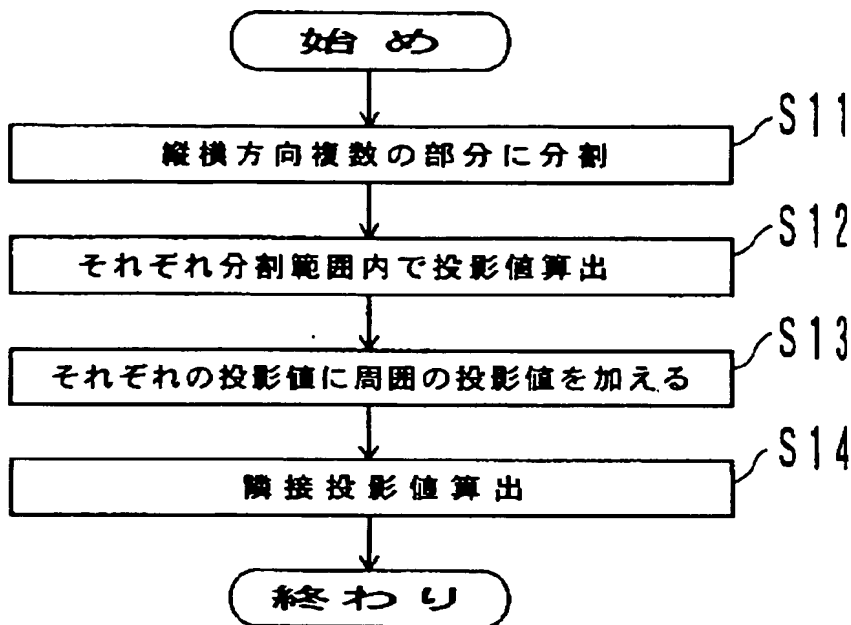 始め
S11
縦横方向複数の部分に分割
S12
それぞれ分割範囲内で投影値算出
S13
それぞれの投影値に周囲の投影値を加える
S14
隣接投影値算出
終わり